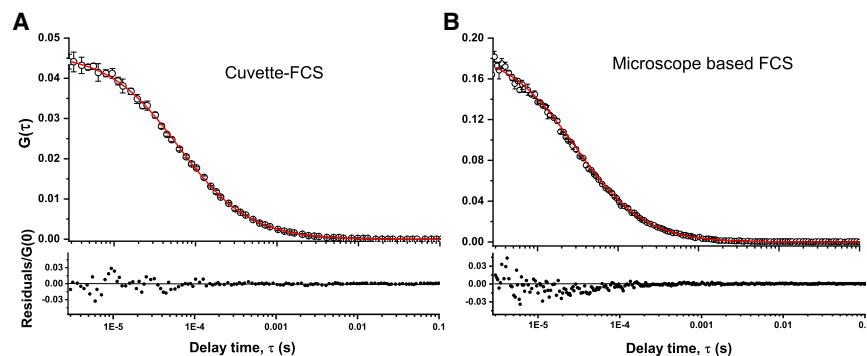 A
B
Cuvette-FCS
Microscope based FCS
G(τ)
0.05
0.04
0.03
0.02
0.01
0.00
0.20
0.16
0.12
0.08
0.04
0.00
Residuals/G(0)
0.03
0.00
-0.03
0.03
0.00
-0.03
1E-5 1E-4 0.001 0.01 0.1
1E-5 1E-4 0.001 0.01 0.1
Delay time, τ (s)
Delay time, τ (s)